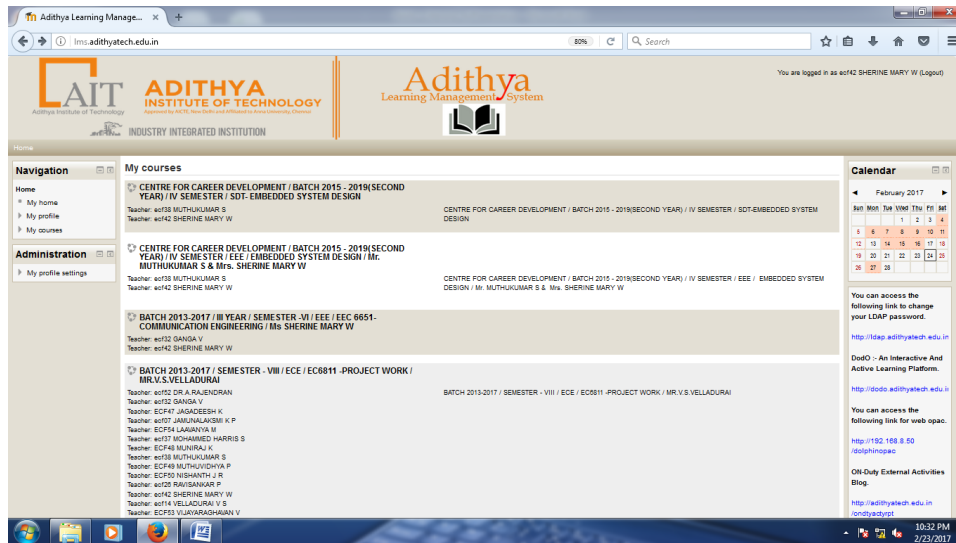 Adithya Learning Manage...
lms.adithyatech.edu.in
80%
Search
AIT
Adithya Institute of Technology
ADITHYA
INSTITUTE OF TECHNOLOGY
Approved by AICTE, New Delhi and Affiliated to Anna University, Chennai
INDUSTRY INTEGRATED INSTITUTION
Adithya
Learning Management System
You are logged in as ecf42 SHERINE MARY W (Logout)
Home
Navigation
Home
My home
My profile
My courses
Administration
My profile settings
My courses
CENTRE FOR CAREER DEVELOPMENT / BATCH 2015 - 2019(SECOND
YEAR) / IV SEMESTER / SDT- EMBEDDED SYSTEM DESIGN
Teacher: ecf38 MUTHUKUMAR S
Teacher: ecf42 SHERINE MARY W
CENTRE FOR CAREER DEVELOPMENT / BATCH 2015 - 2019(SECOND YEAR) / IV SEMESTER / SDT-EMBEDDED SYSTEM
DESIGN
CENTRE FOR CAREER DEVELOPMENT / BATCH 2015 - 2019(SECOND
YEAR) / IV SEMESTER / EEE / EMBEDDED SYSTEM DESIGN / Mr.
MUTHUKUMAR S & Mrs. SHERINE MARY W
Teacher: ecf38 MUTHUKUMAR S
Teacher: ecf42 SHERINE MARY W
CENTRE FOR CAREER DEVELOPMENT / BATCH 2015 - 2019(SECOND YEAR) / IV SEMESTER / EEE / EMBEDDED SYSTEM
DESIGN / Mr. MUTHUKUMAR S & Mrs. SHERINE MARY W
BATCH 2013-2017 / III YEAR / SEMESTER -VI / EEE / EEC 6651-
COMMUNICATION ENGINEERING / Ms SHERINE MARY W
Teacher: ecf32 GANGA V
Teacher: ecf42 SHERINE MARY W
BATCH 2013-2017 / SEMESTER - VIII / ECE / EC6811 -PROJECT WORK /
MR.V.S.VELLADURAI
Teacher: ecf52 DR.A.RAJENDRAN
Teacher: ecf32 GANGA V
Teacher: ECF47 JAGADEESH K
Teacher: ecf07 JAMUNALAKSMI K P
Teacher: ECF54 LAAVANYA M
Teacher: ecf37 MOHAMMED HARRIS S
Teacher: ECF48 MUNIRAJ K
Teacher: ecf38 MUTHUKUMAR S
Teacher: ECF49 MUTHUVIDHYA P
Teacher: ECF50 NISHANTH J R
Teacher: ecf26 RAVISANKAR P
Teacher: ecf42 SHERINE MARY W
Teacher: ecf14 VELLADURAI V S
Teacher: ECF53 VIJAYARAGHAVAN V
BATCH 2013-2017 / SEMESTER - VIII / ECE / EC6811 -PROJECT WORK / MR.V.S.VELLADURAI
Calendar
February 2017
Sun Mon Tue Wed Thu Fri Sat
1 2 3 4
5 6 7 8 9 10 11
12 13 14 15 16 17 18
19 20 21 22 23 24 25
26 27 28
You can access the
following link to change
your LDAP password.
http://ldap.adithyatech.edu.in
DodO :- An Interactive And
Active Learning Platform.
http://dodo.adithyatech.edu.in
You can access the
following link for web opac.
http://192.168.8.50
/dolphinopac
ON-Duty External Activities
Blog.
http://adithyatech.edu.in
/ondtyactyrpt
10:32 PM
2/23/2017